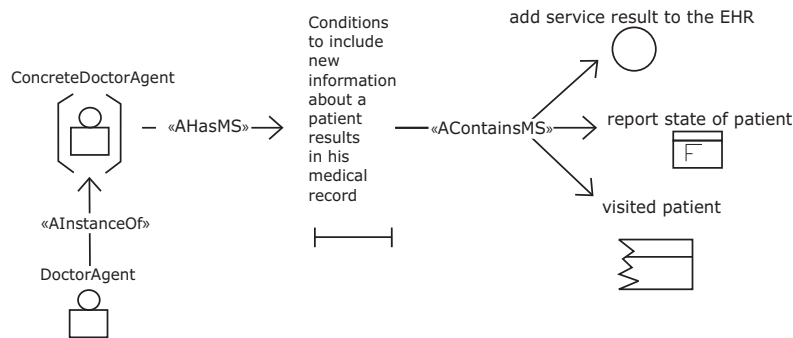 ConcreteDoctorAgent
«AHasMS»
«AInstanceOf»
DoctorAgent
Conditions
to include
new
information
about a
patient
results
in his
medical
record
«AContainsMS»
add service result to the EHR
report state of patient
F
visited patient